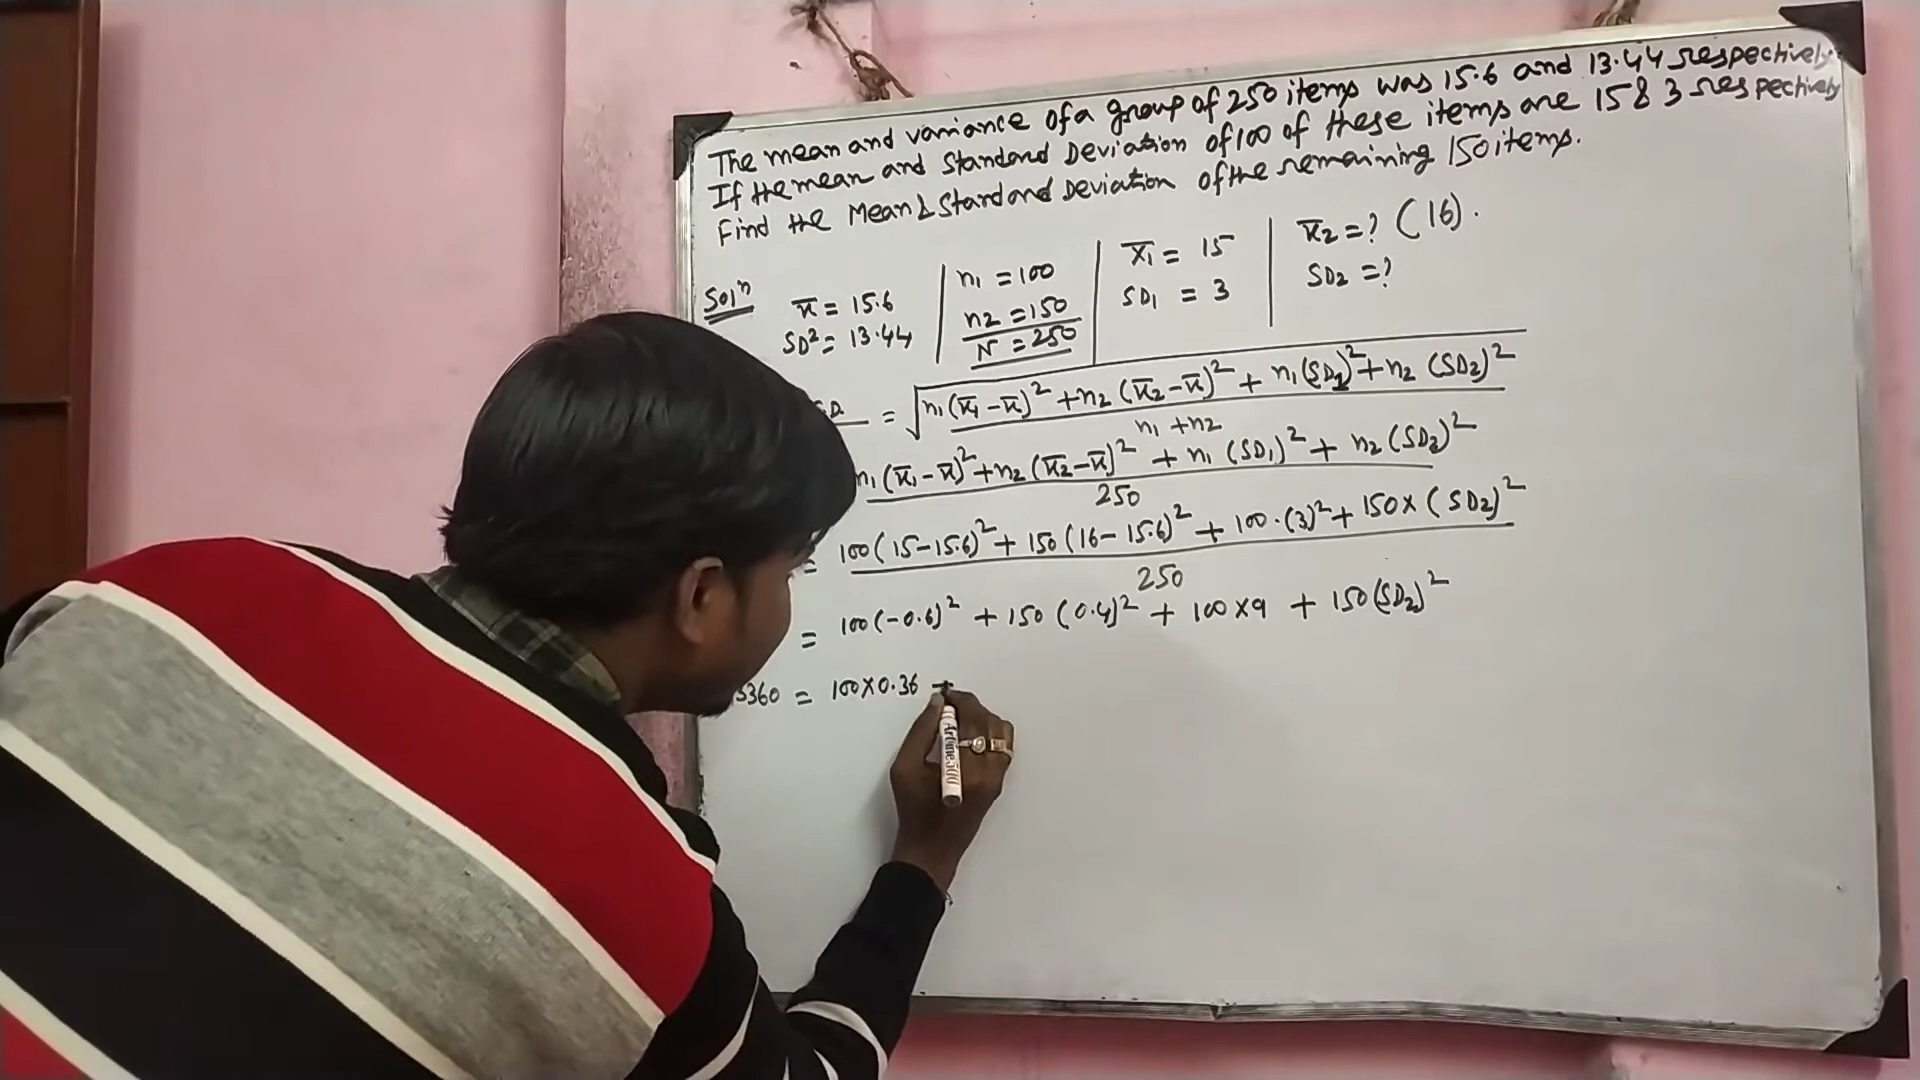 The mean and variance of a group of 250 items was 15.6 and 13.44 respectively.
If the mean and Standard Deviation of 100 of these items are 15 & 3 respectively
Find the Mean & Standard Deviation of the remaining 150 items.
Solⁿ
x̄ = 15.6
SD² = 13.44
n₁ = 100
n2 = 150
N = 250
x̄₁ = 15
SD₁ = 3
x̄₂ = ? (16).
SD₂ = ?
= √ n₁(x̄₁ - x̄)² + n₂(x̄₂ - x̄)² + n₁(SD₁)² + n₂(SD₂)²
n₁ + n₂
n₁(x̄₁ - x̄)² + n₂(x̄₂ - x̄)² + n₁(SD₁)² + n₂(SD₂)²
250
= 100(15 - 15.6)² + 150(16 - 15.6)² + 100·(3)² + 150×(SD₂)²
250
= 100(-0.6)² + 150(0.4)² + 100×9 + 150(SD₂)²
3360 = 100×0.36 +
Artline 500